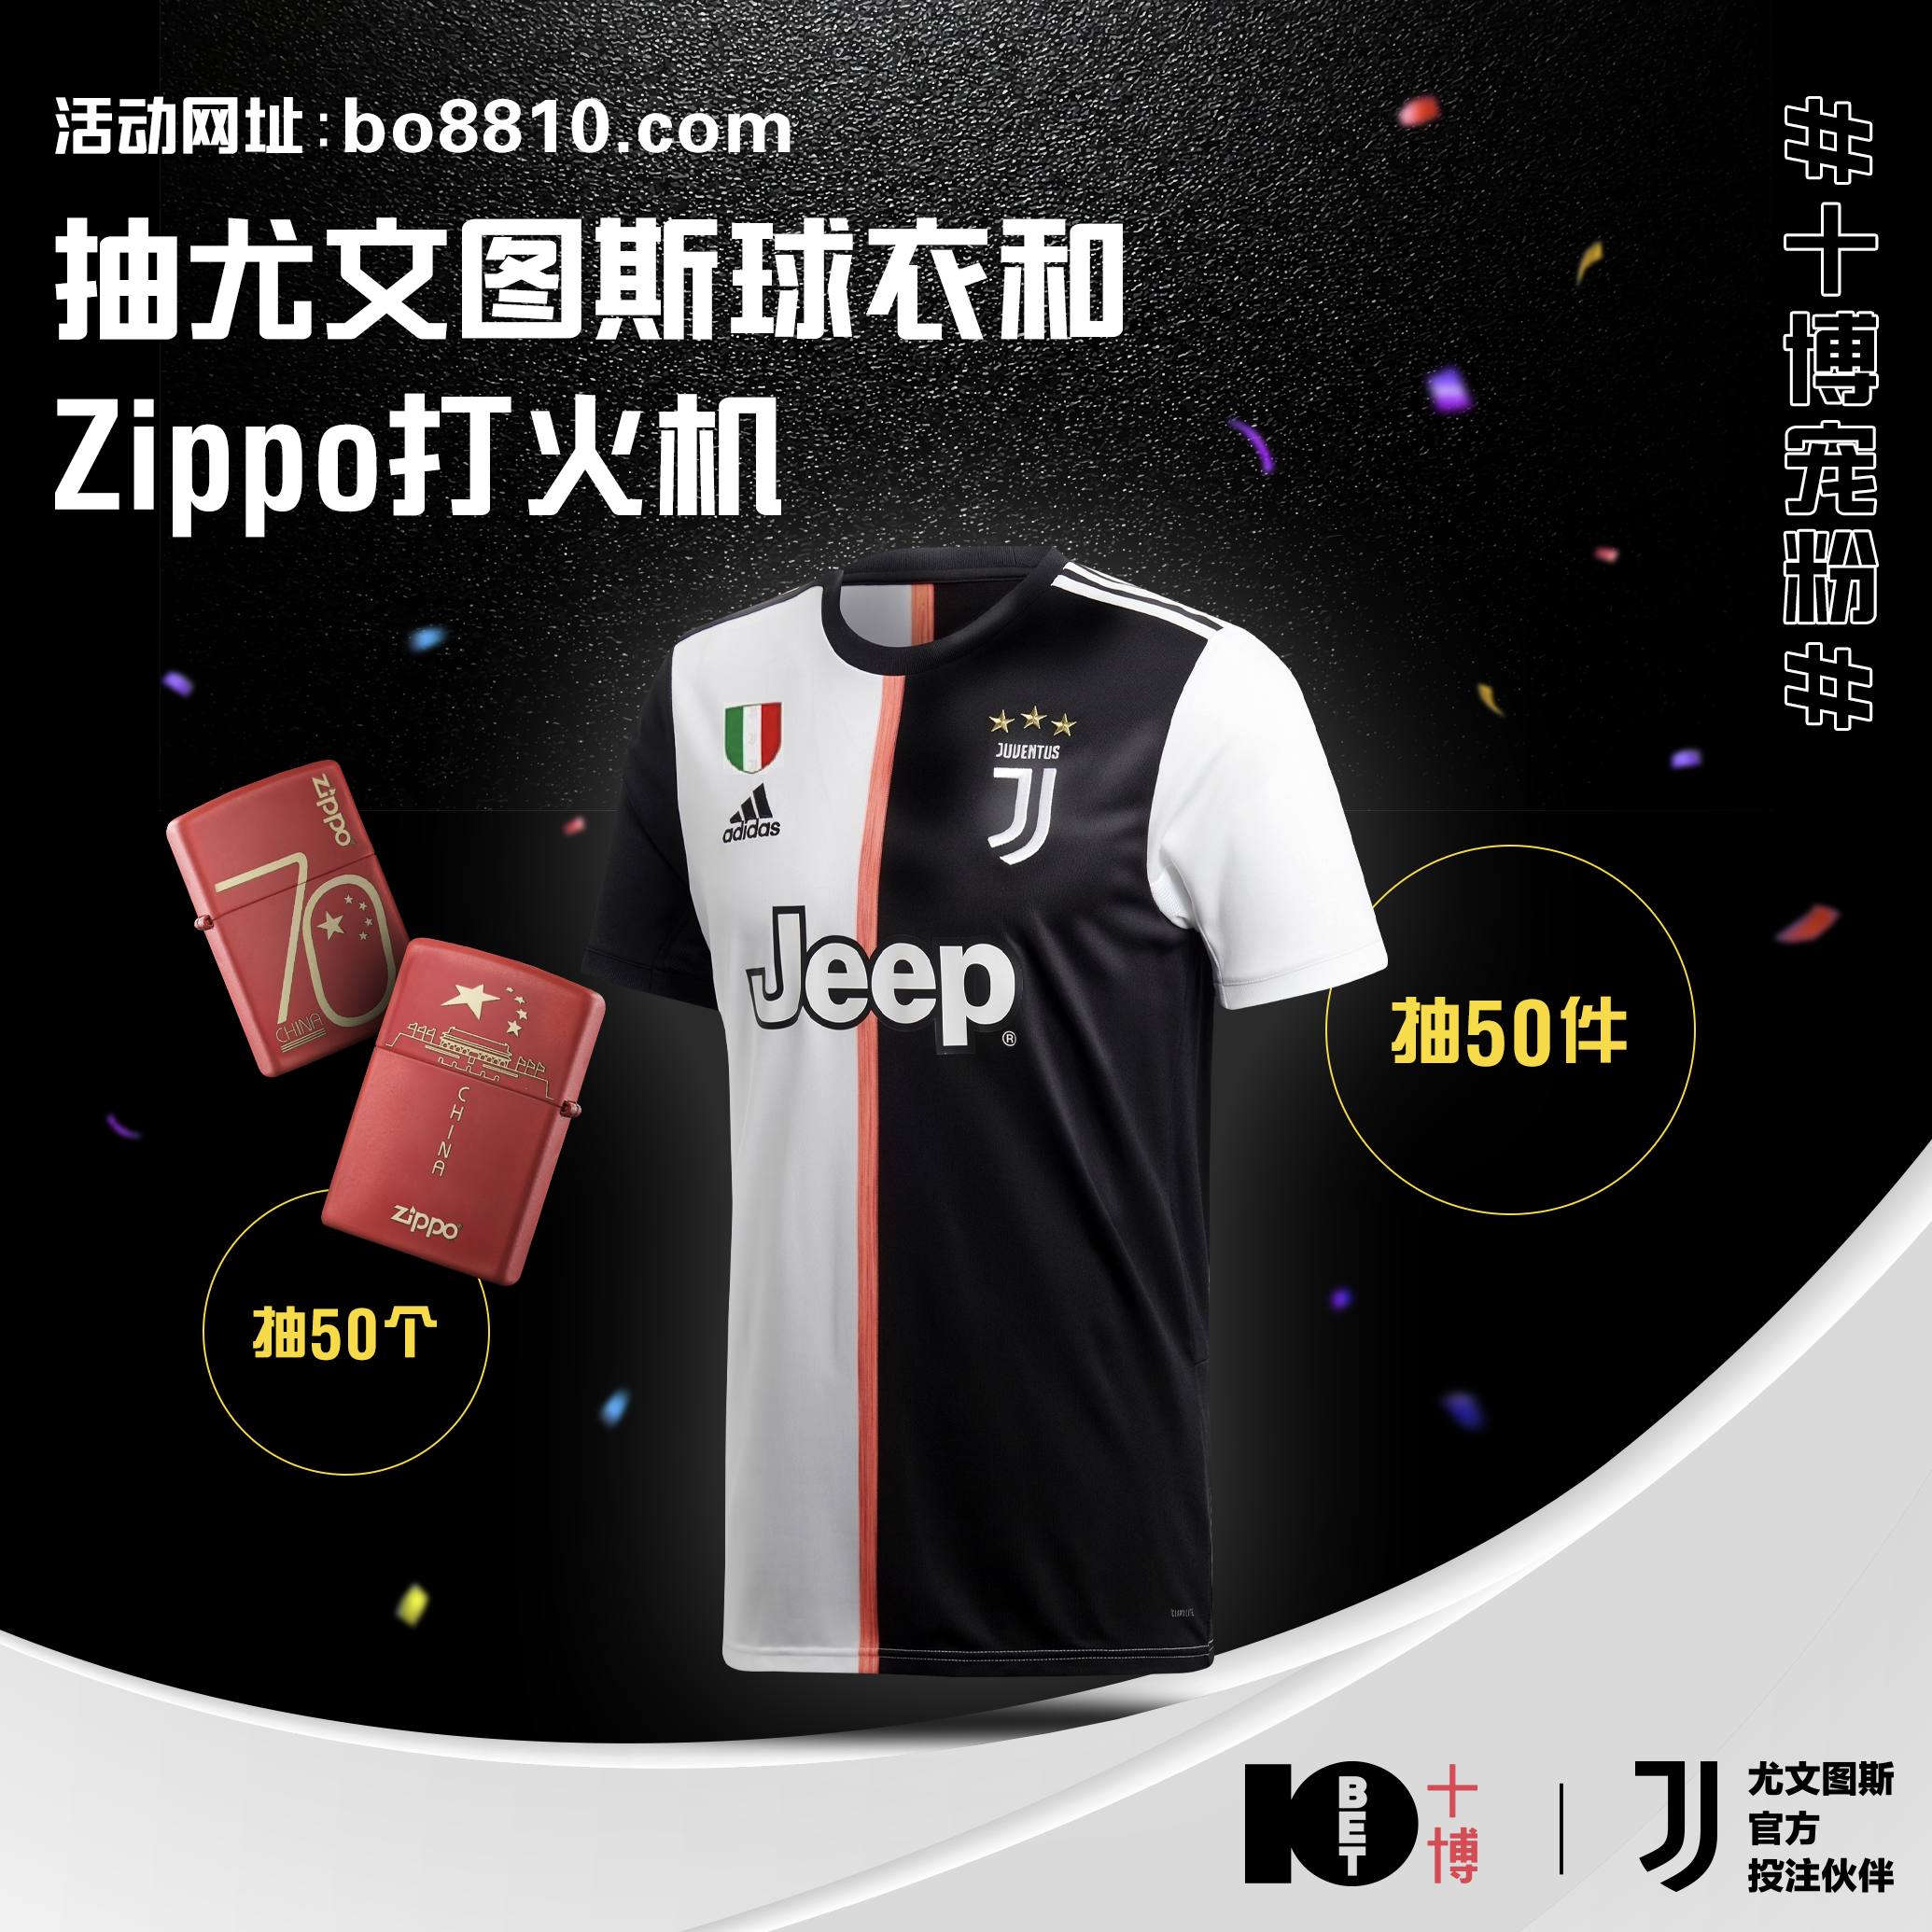 活动网址:bo8810.com
抽尤文图斯球衣和
Zippo打火机
#十博宠粉#
JUVENTUS
adidas
Jeep
®
zippo
70
CHINA
CHINA
zippo
抽50件
抽50个
10
BET
十博
尤文图斯
官方
投注伙伴